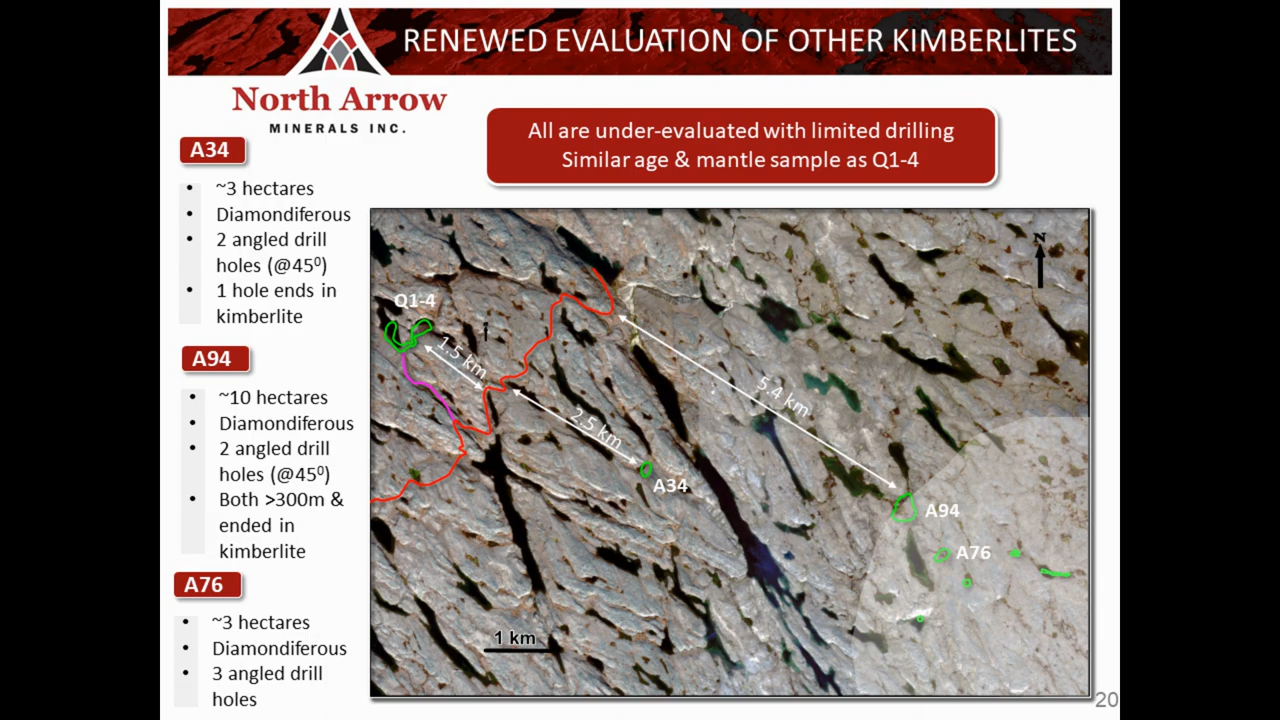 RENEWED EVALUATION OF OTHER KIMBERLITES
North Arrow
MINERALS INC.
All are under-evaluated with limited drilling
Similar age & mantle sample as Q1-4
A34
• ~3 hectares
• Diamondiferous
• 2 angled drill
holes (@45⁰)
• 1 hole ends in
kimberlite
A94
• ~10 hectares
• Diamondiferous
• 2 angled drill
holes (@45⁰)
• Both >300m &
ended in
kimberlite
A76
• ~3 hectares
• Diamondiferous
• 3 angled drill
holes
N
Q1-4
1.5 km
2.5 km
5.4 km
A34
A94
A76
1 km
20